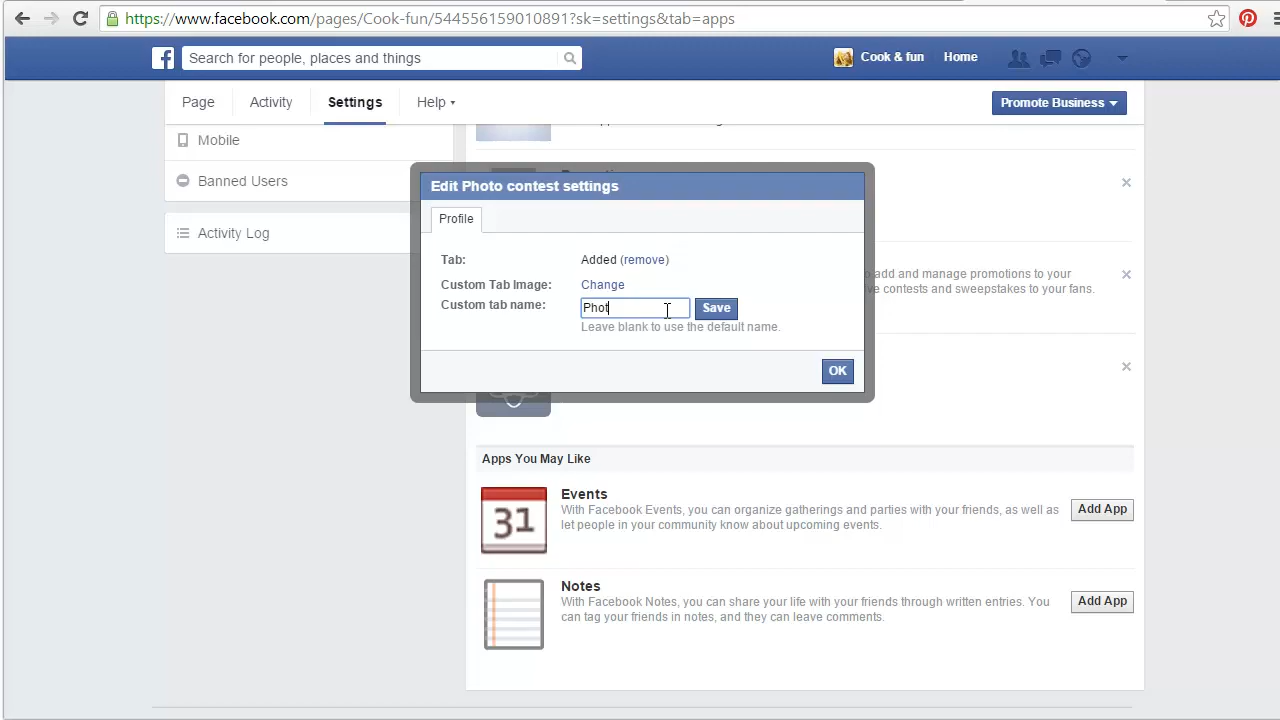 https://www.facebook.com/pages/Cook-fun/544556159010891?sk=settings&tab=apps
Search for people, places and things
Cook & fun
Home
Page
Activity
Settings
Help
Promote Business
Mobile
Banned Users
Activity Log
Edit Photo contest settings
Profile
Tab:
Added (remove)
Custom Tab Image:
Change
Custom tab name:
Phot
Save
Leave blank to use the default name.
OK
to add and manage promotions to your
contests and sweepstakes to your fans.
Apps You May Like
Events
With Facebook Events, you can organize gatherings and parties with your friends, as well as
let people in your community know about upcoming events.
Add App
Notes
With Facebook Notes, you can share your life with your friends through written entries. You
can tag your friends in notes, and they can leave comments.
Add App
31